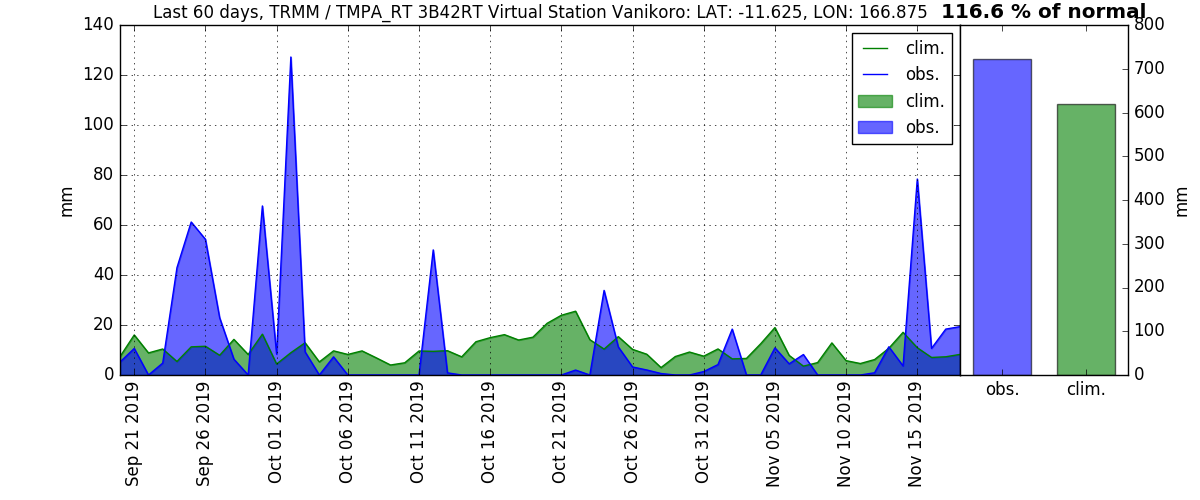 Last 60 days, TRMM / TMPA_RT 3B42RT Virtual Station Vanikoro: LAT: -11.625, LON: 166.875 116.6 % of normal
140
120
100
80
60
40
20
0
mm
clim.
obs.
clim.
obs.
Sep 21 2019
Sep 26 2019
Oct 01 2019
Oct 06 2019
Oct 11 2019
Oct 16 2019
Oct 21 2019
Oct 26 2019
Oct 31 2019
Nov 05 2019
Nov 10 2019
Nov 15 2019
800
700
600
500
400
300
200
100
0
mm
obs. clim.